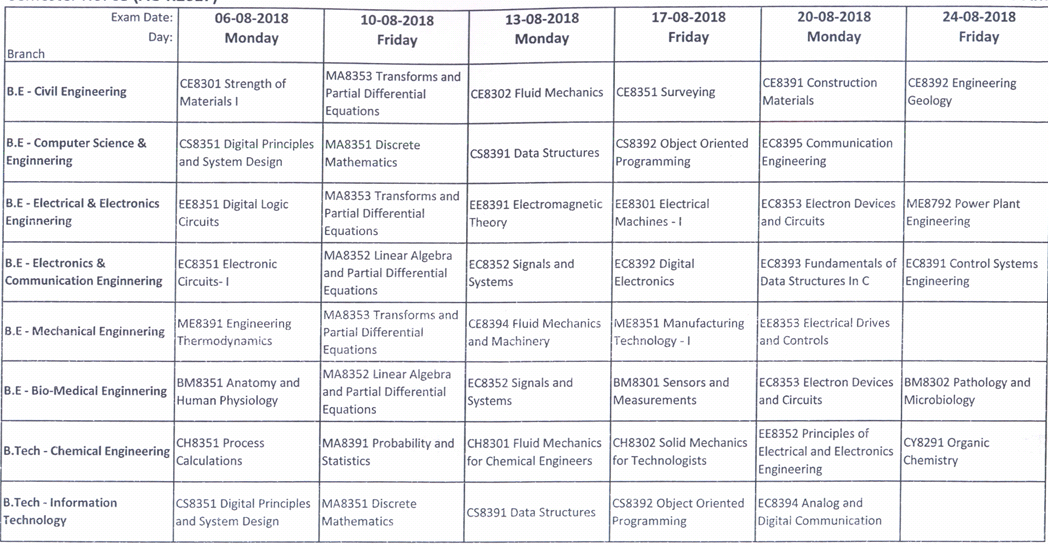 Exam Date: 06-08-2018 10-08-2018 13-08-2018 17-08-2018 20-08-2018 24-08-2018
Day: Monday Friday Monday Friday Monday Friday
Branch
B.E - Civil Engineering
CE8301 Strength of
Materials I
MA8353 Transforms and
Partial Differential
Equations
CE8302 Fluid Mechanics
CE8351 Surveying
CE8391 Construction
Materials
CE8392 Engineering
Geology
B.E - Computer Science &
Enginnering
CS8351 Digital Principles
and System Design
MA8351 Discrete
Mathematics
CS8391 Data Structures
CS8392 Object Oriented
Programming
EC8395 Communication
Engineering
B.E - Electrical & Electronics
Enginnering
EE8351 Digital Logic
Circuits
MA8353 Transforms and
Partial Differential
Equations
EE8391 Electromagnetic
Theory
EE8301 Electrical
Machines - I
EC8353 Electron Devices
and Circuits
ME8792 Power Plant
Engineering
B.E - Electronics &
Communication Enginnering
EC8351 Electronic
Circuits- I
MA8352 Linear Algebra
and Partial Differential
Equations
EC8352 Signals and
Systems
EC8392 Digital
Electronics
EC8393 Fundamentals of
Data Structures In C
EC8391 Control Systems
Engineering
B.E - Mechanical Enginnering
ME8391 Engineering
Thermodynamics
MA8353 Transforms and
Partial Differential
Equations
CE8394 Fluid Mechanics
and Machinery
ME8351 Manufacturing
Technology - I
EE8353 Electrical Drives
and Controls
B.E - Bio-Medical Enginnering
BM8351 Anatomy and
Human Physiology
MA8352 Linear Algebra
and Partial Differential
Equations
EC8352 Signals and
Systems
BM8301 Sensors and
Measurements
EC8353 Electron Devices
and Circuits
BM8302 Pathology and
Microbiology
B.Tech - Chemical Engineering
CH8351 Process
Calculations
MA8391 Probability and
Statistics
CH8301 Fluid Mechanics
for Chemical Engineers
CH8302 Solid Mechanics
for Technologists
EE8352 Principles of
Electrical and Electronics
Engineering
CY8291 Organic
Chemistry
B.Tech - Information
Technology
CS8351 Digital Principles
and System Design
MA8351 Discrete
Mathematics
CS8391 Data Structures
CS8392 Object Oriented
Programming
EC8394 Analog and
Digital Communication